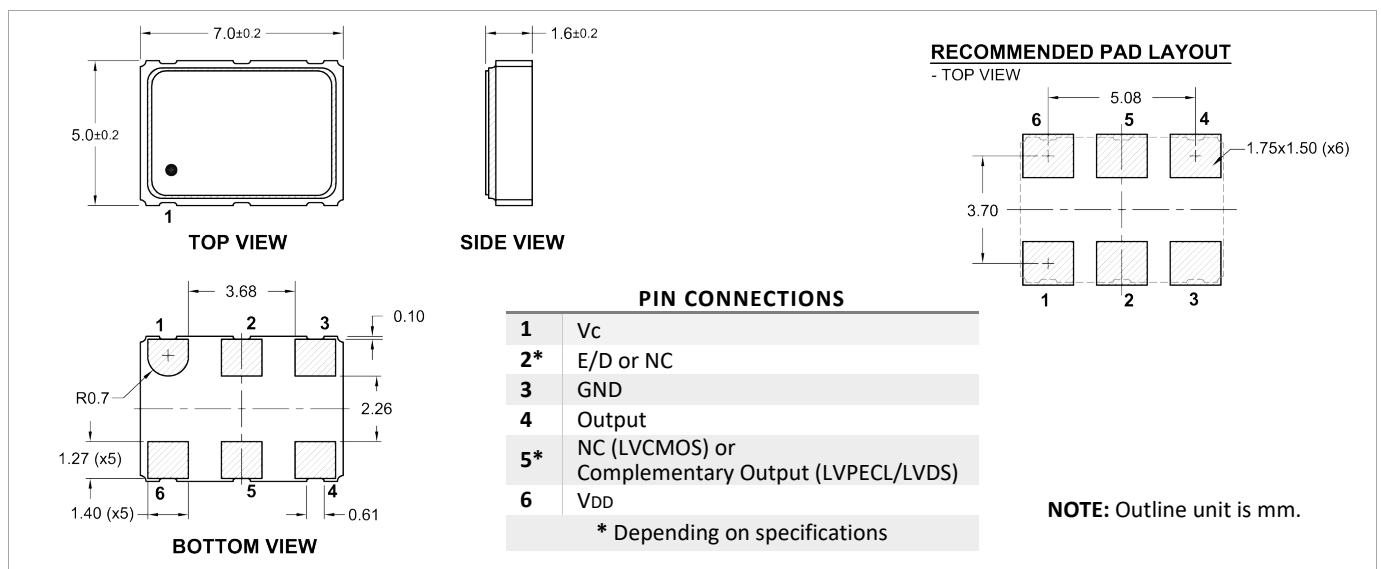 7.0±0.2
5.0±0.2
1
TOP VIEW
1.6±0.2
SIDE VIEW
RECOMMENDED PAD LAYOUT
- TOP VIEW
5.08
6 5 4
1.75x1.50 (x6)
3.70
1 2 3
3.68
1 2 3
0.10
R0.7
2.26
1.27 (x5)
6 5 4
1.40 (x5)
0.61
BOTTOM VIEW
PIN CONNECTIONS
1 Vc
2* E/D or NC
3 GND
4 Output
5* NC (LVCMOS) or
Complementary Output (LVPECL/LVDS)
6 VDD
* Depending on specifications
NOTE: Outline unit is mm.